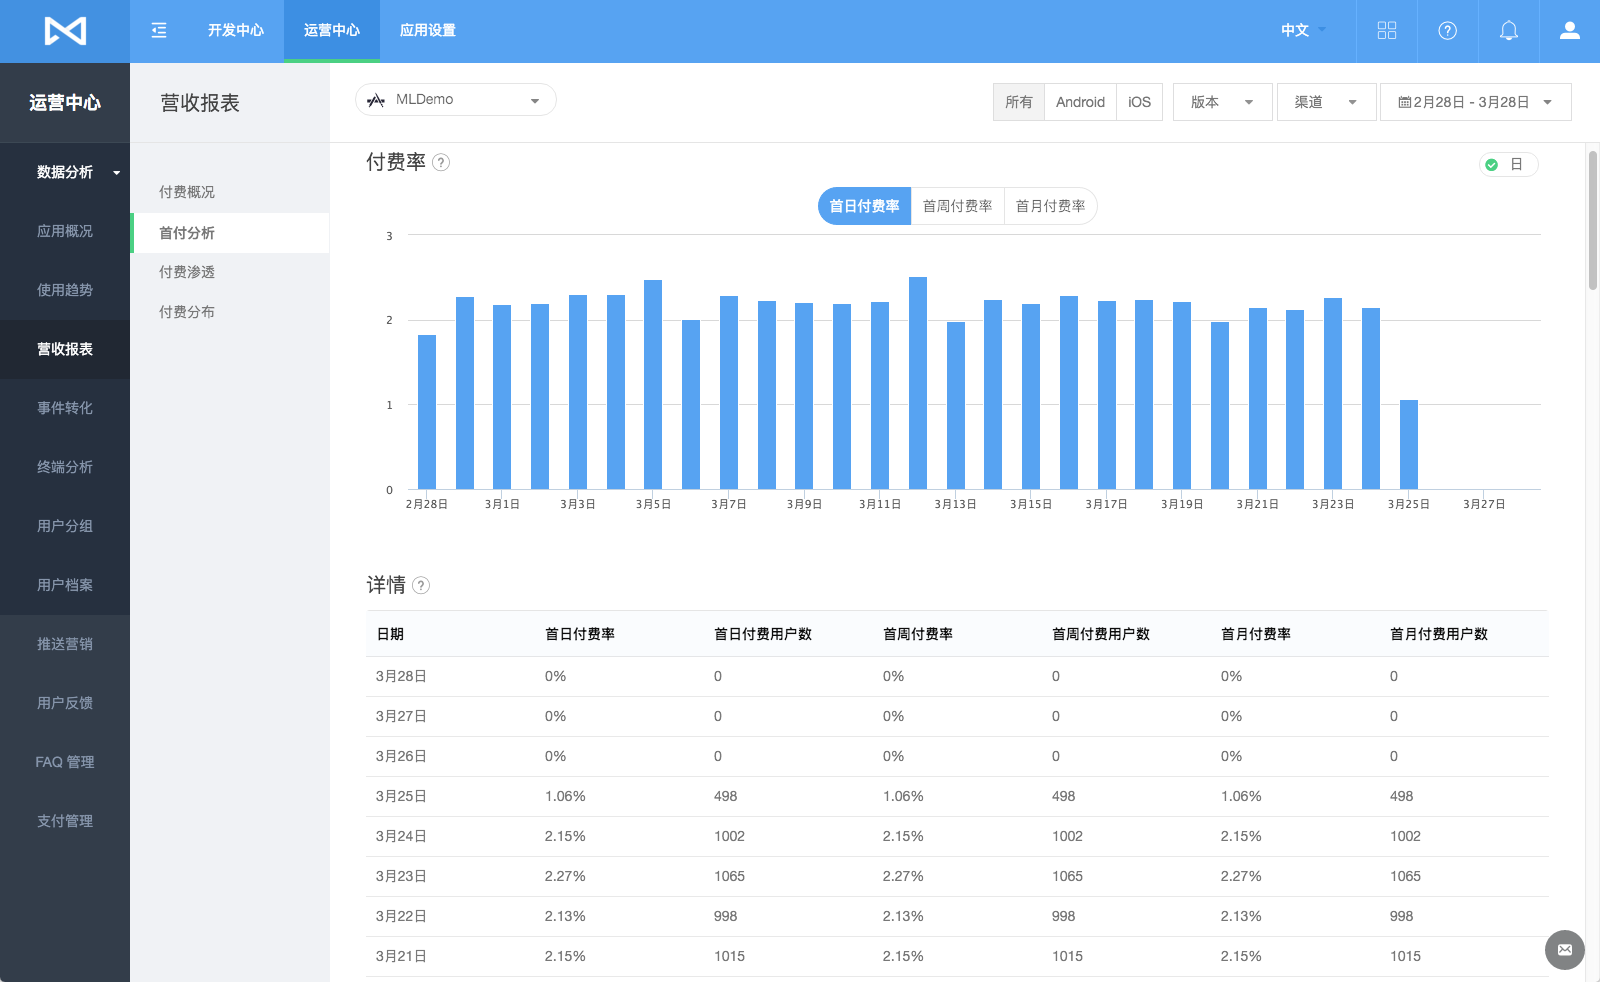 开发中心 运营中心 应用设置 中文
运营中心
营收报表
MLDemo
所有 Android iOS 版本 渠道 2月28日 - 3月28日
数据分析
应用概况
使用趋势
营收报表
事件转化
终端分析
用户分组
用户档案
推送营销
用户反馈
FAQ 管理
支付管理
付费概况
首付分析
付费渗透
付费分布
付费率 ?
日
首日付费率 首周付费率 首月付费率
3
2
1
0
2月28日 3月1日 3月3日 3月5日 3月7日 3月9日 3月11日 3月13日 3月15日 3月17日 3月19日 3月21日 3月23日 3月25日 3月27日
详情 ?
日期 首日付费率 首日付费用户数 首周付费率 首周付费用户数 首月付费率 首月付费用户数
3月28日 0% 0 0% 0 0% 0
3月27日 0% 0 0% 0 0% 0
3月26日 0% 0 0% 0 0% 0
3月25日 1.06% 498 1.06% 498 1.06% 498
3月24日 2.15% 1002 2.15% 1002 2.15% 1002
3月23日 2.27% 1065 2.27% 1065 2.27% 1065
3月22日 2.13% 998 2.13% 998 2.13% 998
3月21日 2.15% 1015 2.15% 1015 2.15% 1015